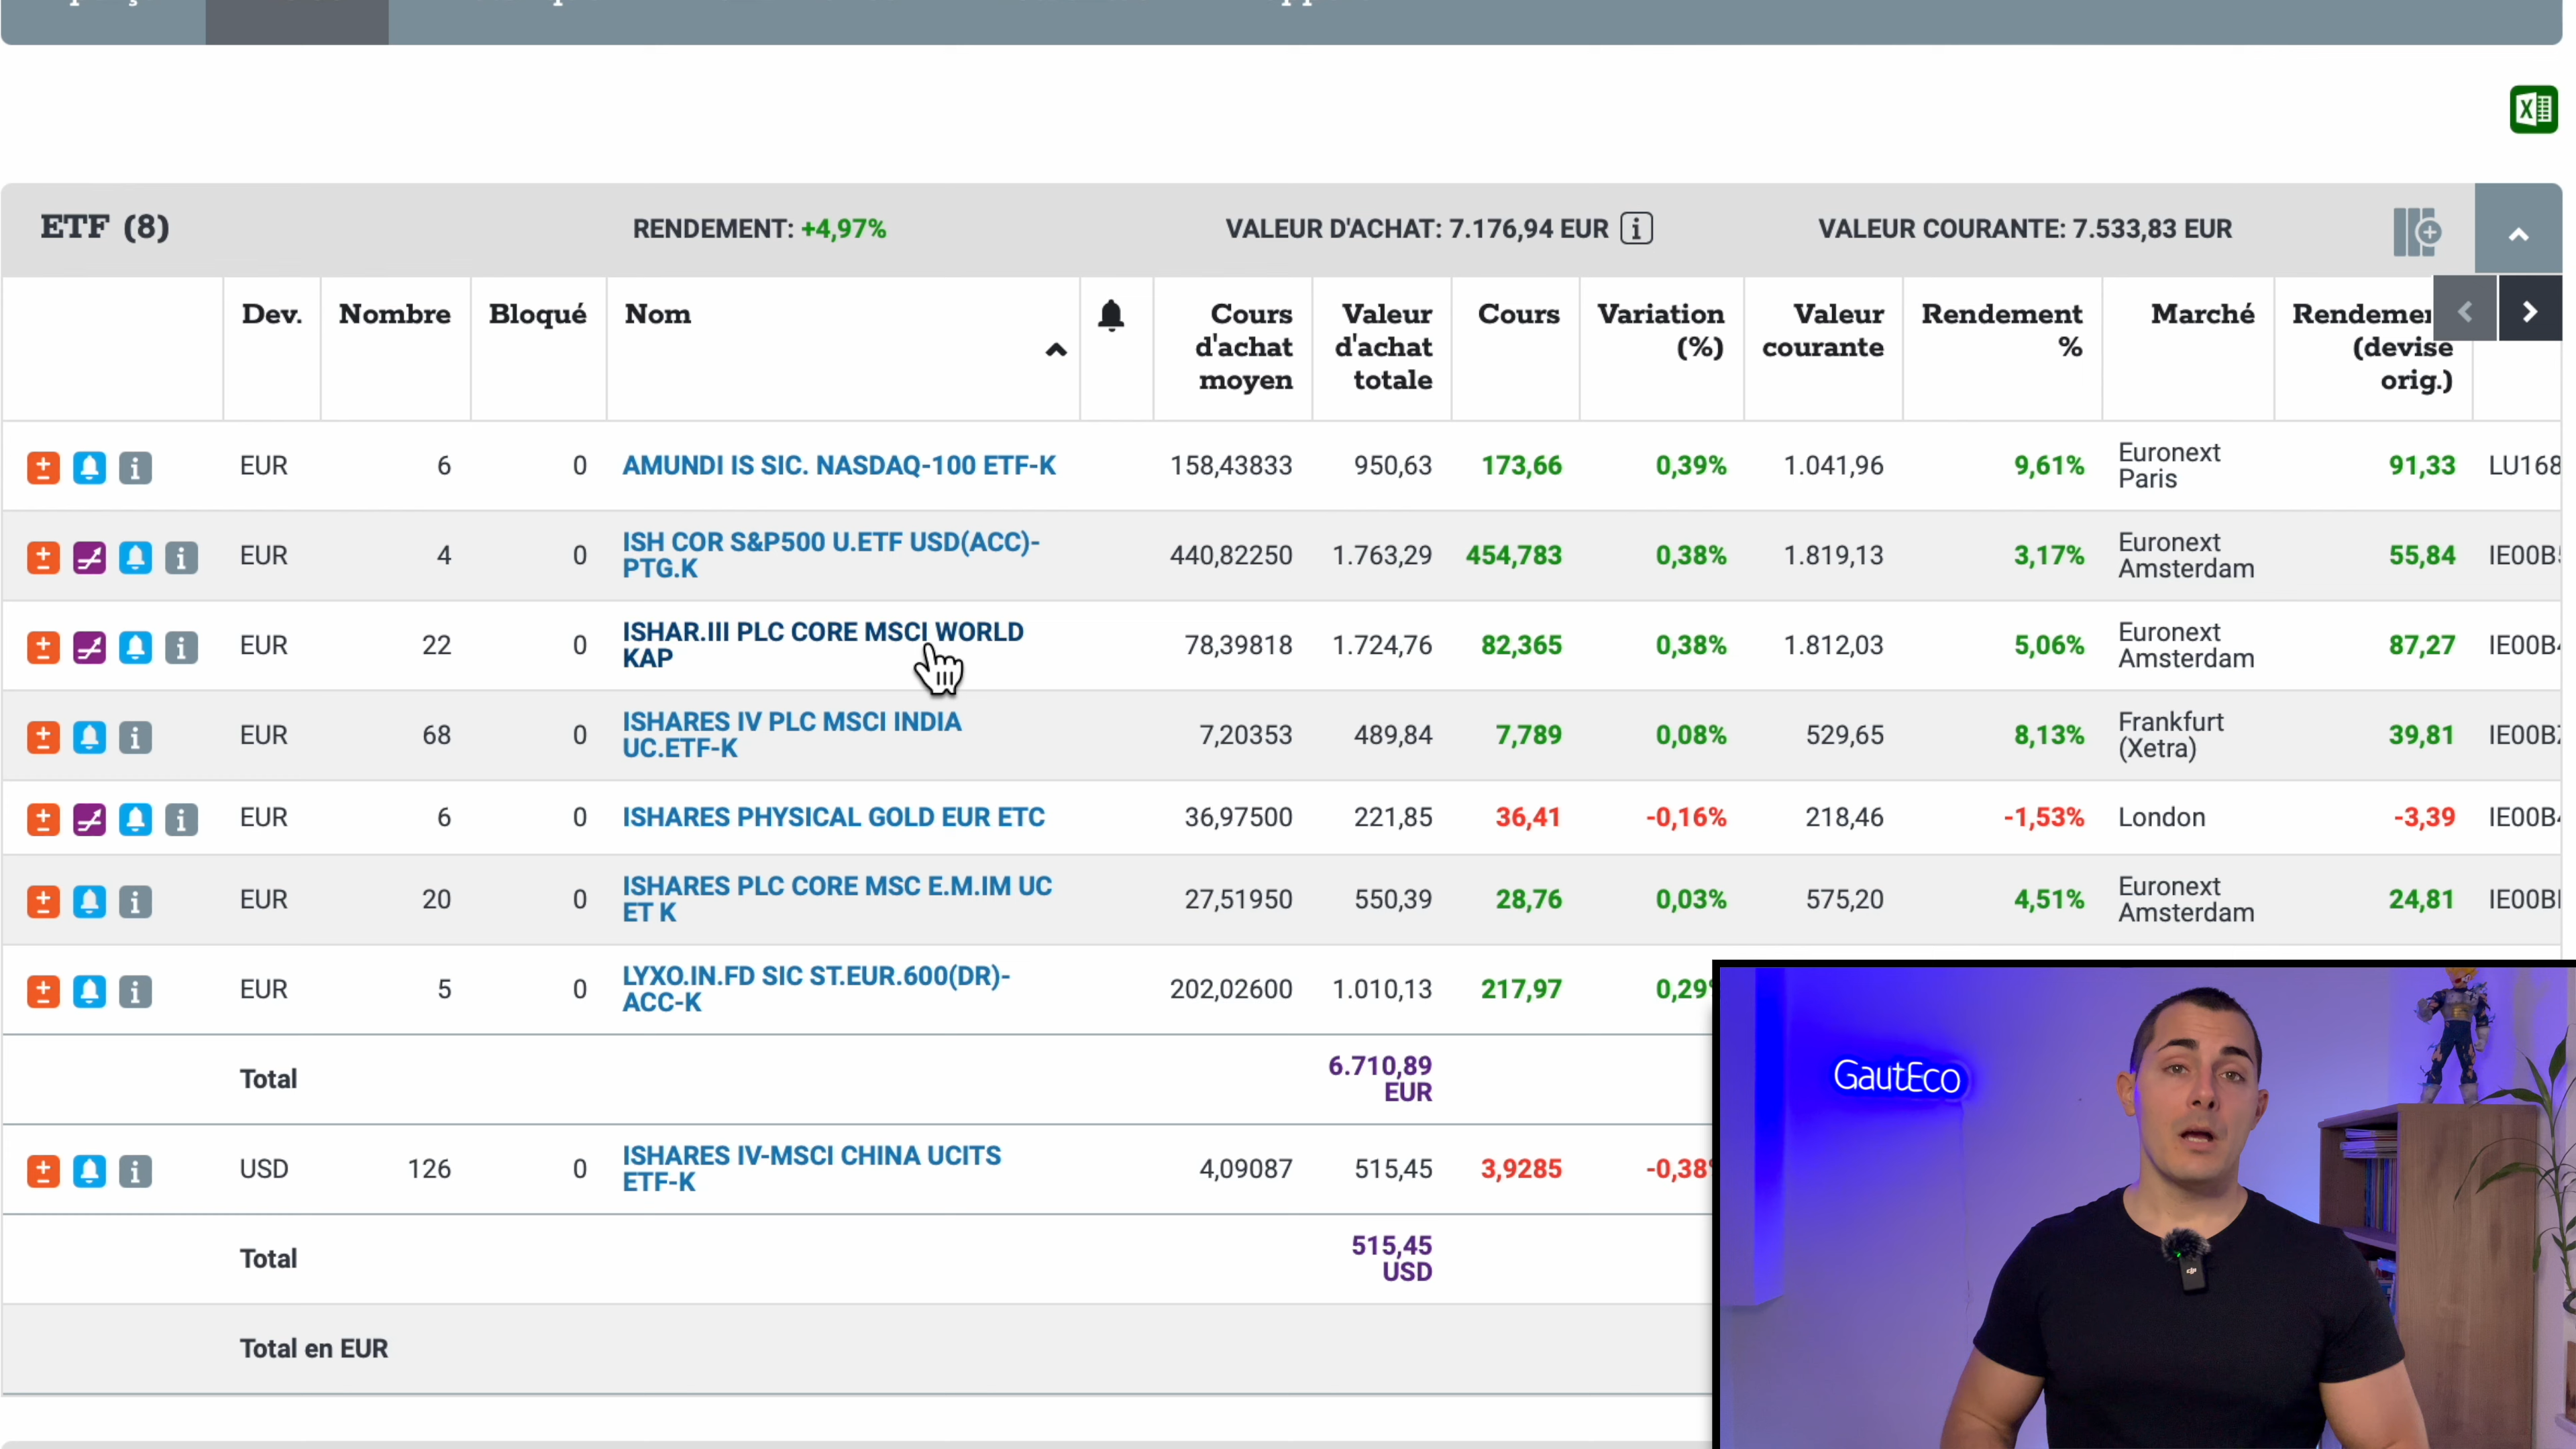 ETF (8) RENDEMENT: +4,97% VALEUR D'ACHAT: 7.176,94 EUR i VALEUR COURANTE: 7.533,83 EUR
Dev. Nombre Bloqué Nom Cours d'achat moyen Valeur d'achat totale Cours Variation (%) Valeur courante Rendement % Marché (devise orig.)
EUR 6 0 AMUNDI IS SIC. NASDAQ-100 ETF-K 158,43833 950,63 173,66 0,39% 1.041,96 9,61% Euronext Paris 91,33 LU168
EUR 4 0 ISH COR S&P500 U.ETF USD(ACC)-PTG.K 440,82250 1.763,29 454,783 0,38% 1.819,13 3,17% Euronext Amsterdam 55,84 IE00B
EUR 22 0 ISHAR.III PLC CORE MSCI WORLD KAP 78,39818 1.724,76 82,365 0,38% 1.812,03 5,06% Euronext Amsterdam 87,27 IE00B
EUR 68 0 ISHARES IV PLC MSCI INDIA UC.ETF-K 7,20353 489,84 7,789 0,08% 529,65 8,13% Frankfurt (Xetra) 39,81 IE00B
EUR 6 0 ISHARES PHYSICAL GOLD EUR ETC 36,97500 221,85 36,41 -0,16% 218,46 -1,53% London -3,39 IE00B
EUR 20 0 ISHARES PLC CORE MSC E.M.IM UC ET K 27,51950 550,39 28,76 0,03% 575,20 4,51% Euronext Amsterdam 24,81 IE00B
EUR 5 0 LYXO.IN.FD SIC ST.EUR.600(DR)-ACC-K 202,02600 1.010,13 217,97 0,29
Total 6.710,89 EUR
USD 126 0 ISHARES IV-MSCI CHINA UCITS ETF-K 4,09087 515,45 3,9285 -0,38
Total 515,45 USD
Total en EUR
GautEco